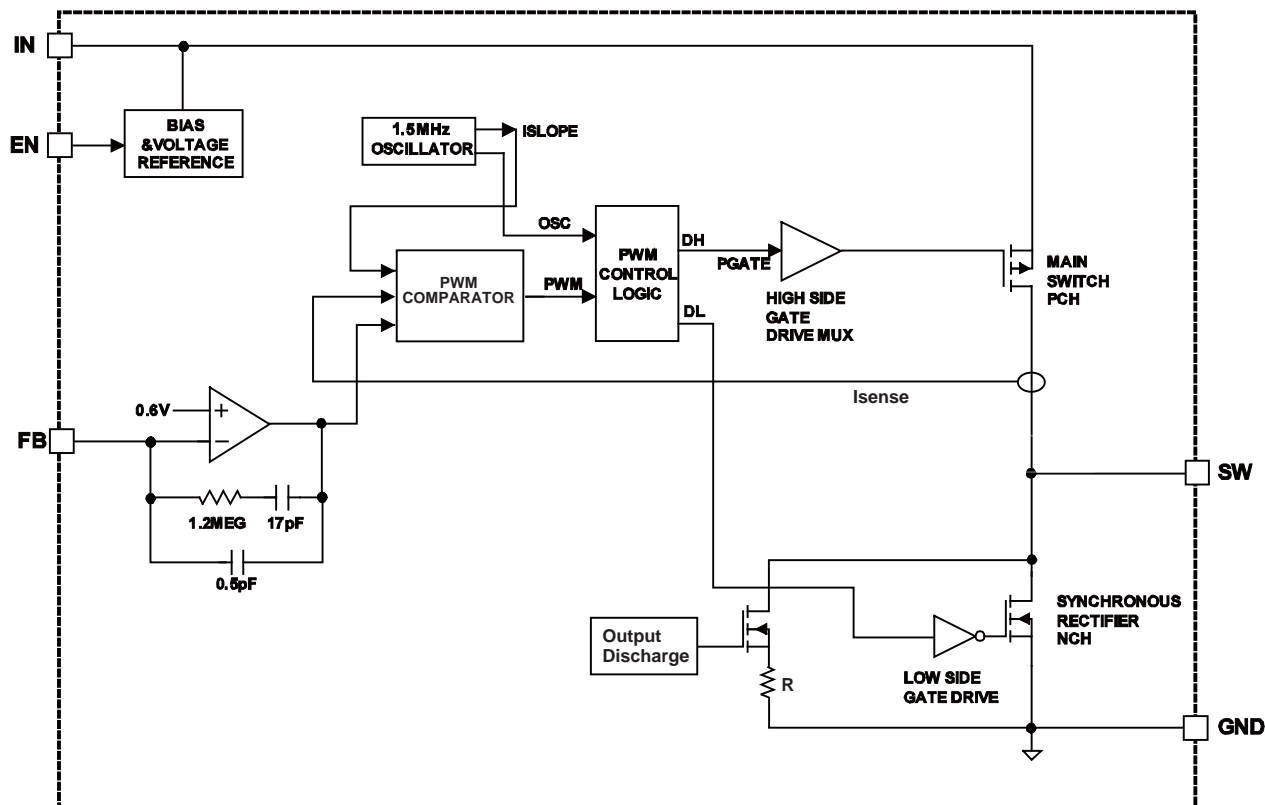 IN
BIAS
&VOLTAGE
REFERENCE
EN
1.5MHz
OSCILLATOR
ISLOPE
OSC
PWM
COMPARATOR
PWM
PWM
CONTROL
LOGIC
DH
PGATE
DL
HIGH SIDE
GATE
DRIVE MUX
MAIN
SWITCH
PCH
Isense
0.6V
+
−
FB
1.2MEG
17pF
0.5pF
SW
Output
Discharge
R
LOW SIDE
GATE DRIVE
SYNCHRONOUS
RECTIFIER
NCH
GND